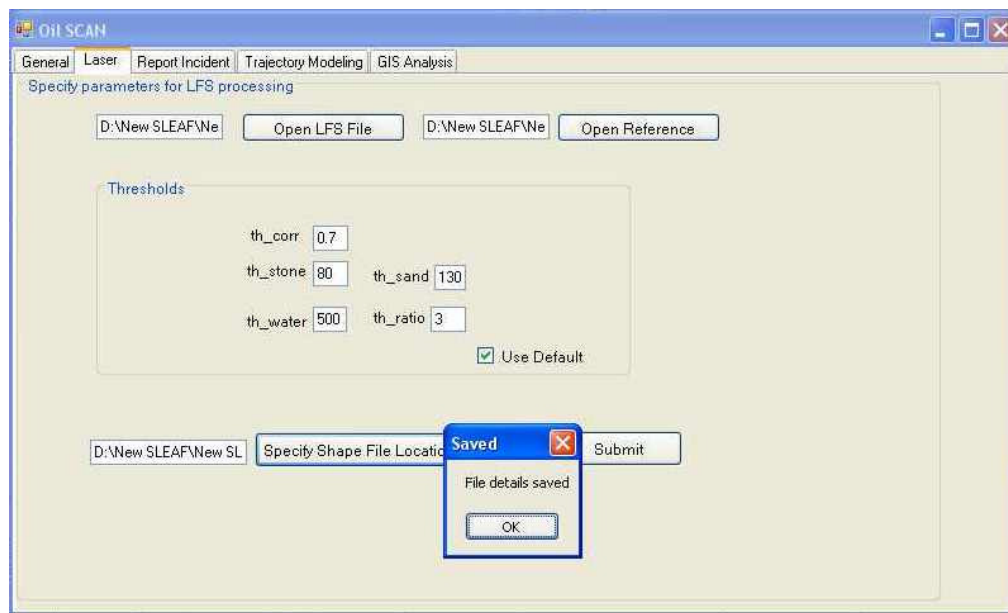 Oil SCAN
General Laser Report Incident Trajectory Modeling GIS Analysis
Specify parameters for LFS processing
D:\New SLEAF\Ne Open LFS File D:\New SLEAF\Ne Open Reference
Thresholds
th_corr 0.7
th_stone 80 th_sand 130
th_water 500 th_ratio 3
Use Default
D:\New SLEAF\New SL Specify Shape File Locatio Submit
Saved
File details saved
OK